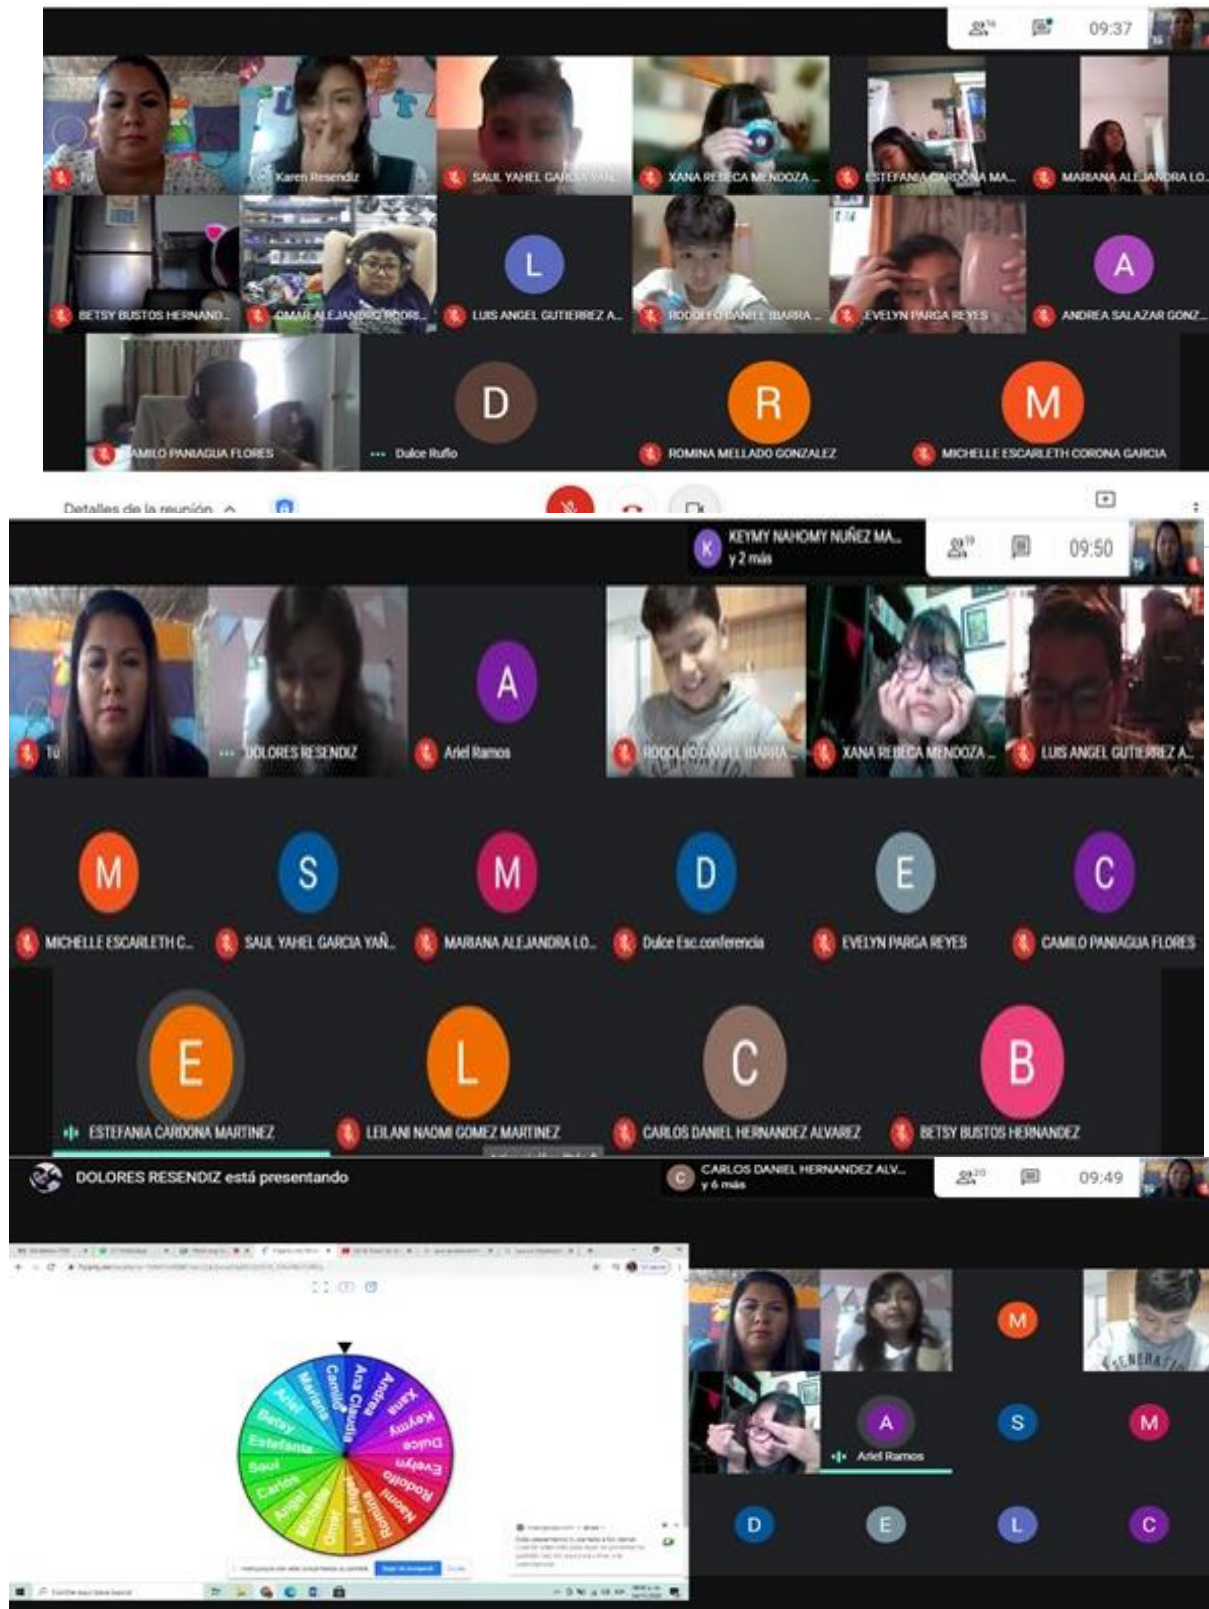 16 09:37
Tú
Karen Resendiz
SAUL YAHEL GARCIA YAÑ...
XANA REBECA MENDOZA ...
ESTEFANIA CARDONA MA...
MARIANA ALEJANDRA LO...
BETSY BUSTOS HERNAND...
OMAR ALEJANDRO RODRI...
L
LUIS ANGEL GUTIERREZ A...
RODOLFO DANIEL IBARRA ...
EVELYN PARGA REYES
A
ANDREA SALAZAR GONZ...
CAMILO PANIAGUA FLORES
D
Dulce Rufio
R
ROMINA MELLADO GONZALEZ
M
MICHELLE ESCARLETH CORONA GARCIA
Detalles de la reunión
K
KEYMY NAHOMY NUÑEZ MA...
y 2 más
19 09:50
Tú
Tú
DOLORES RESENDIZ
A
Ariel Ramos
RODOLFO DANIEL IBARRA ...
XANA REBECA MENDOZA ...
LUIS ANGEL GUTIERREZ A...
M
MICHELLE ESCARLETH C...
S
SAUL YAHEL GARCIA YAÑ...
M
MARIANA ALEJANDRA LO...
D
Dulce Esc.conferencia
E
EVELYN PARGA REYES
C
CAMILO PANIAGUA FLORES
E
ESTEFANIA CARDONA MARTINEZ
L
LEILANI NAOMI GOMEZ MARTINEZ
C
CARLOS DANIEL HERNANDEZ ALVAREZ
B
BETSY BUSTOS HERNANDEZ
DOLORES RESENDIZ está presentando
C
CARLOS DANIEL HERNANDEZ ALV...
y 6 más
20 09:49
Tú
Ana Claudia
Andrea
Xana
Keymy
Dulce
Evelyn
Rodolfo
Naomi
Romina
Luis Angel
Omar
Michelle
Angel
Carlos
Saul
Estefania
Betsy
Ariel
Mariana
Camilo
M
A
Ariel Ramos
S
M
D
E
L
C